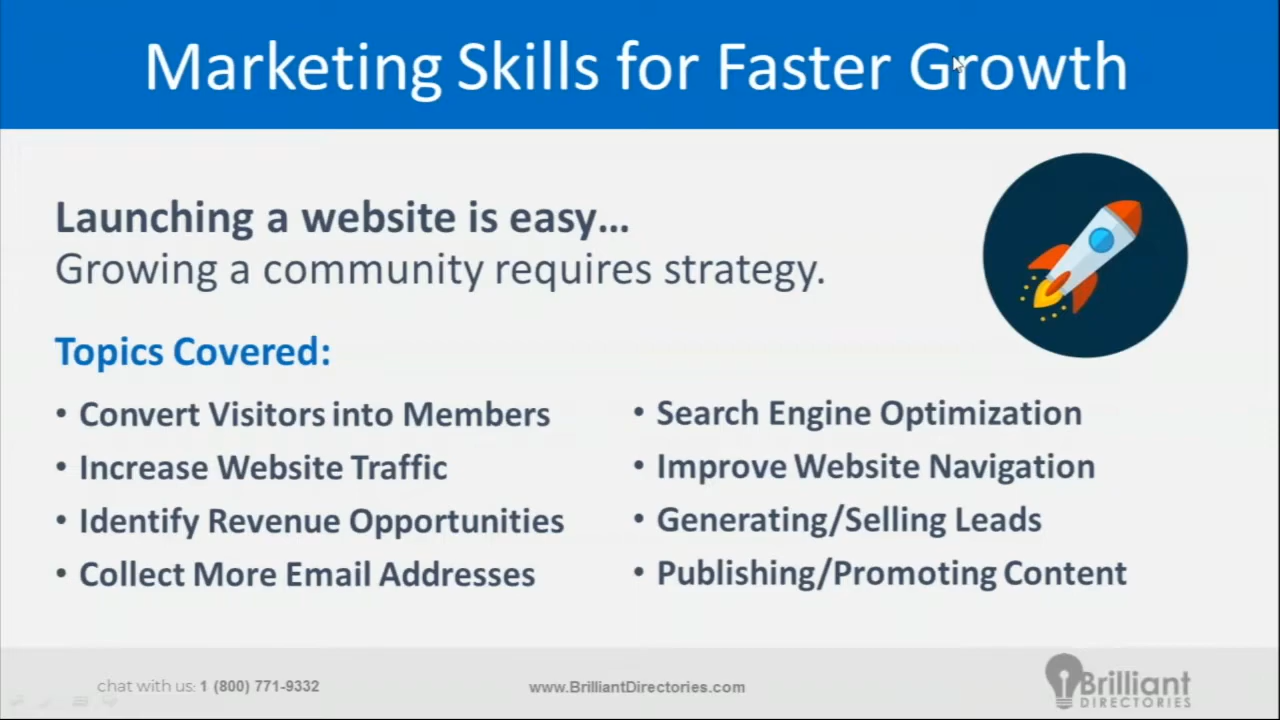 Marketing Skills for Faster Growth
Launching a website is easy...
Growing a community requires strategy.
Topics Covered:
• Convert Visitors into Members
• Increase Website Traffic
• Identify Revenue Opportunities
• Collect More Email Addresses
• Search Engine Optimization
• Improve Website Navigation
• Generating/Selling Leads
• Publishing/Promoting Content
chat with us: 1 (800) 771-9332
www.BrilliantDirectories.com
Brilliant
DIRECTORIES